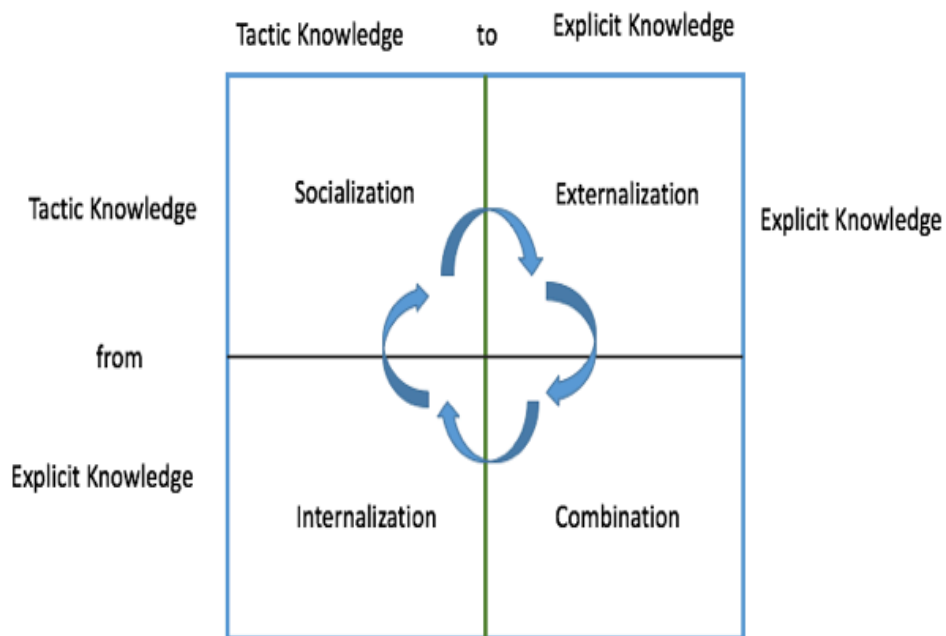 Tactic Knowledge to Explicit Knowledge
Socialization Externalization
Tactic Knowledge Explicit Knowledge
from
Explicit Knowledge
Internalization Combination